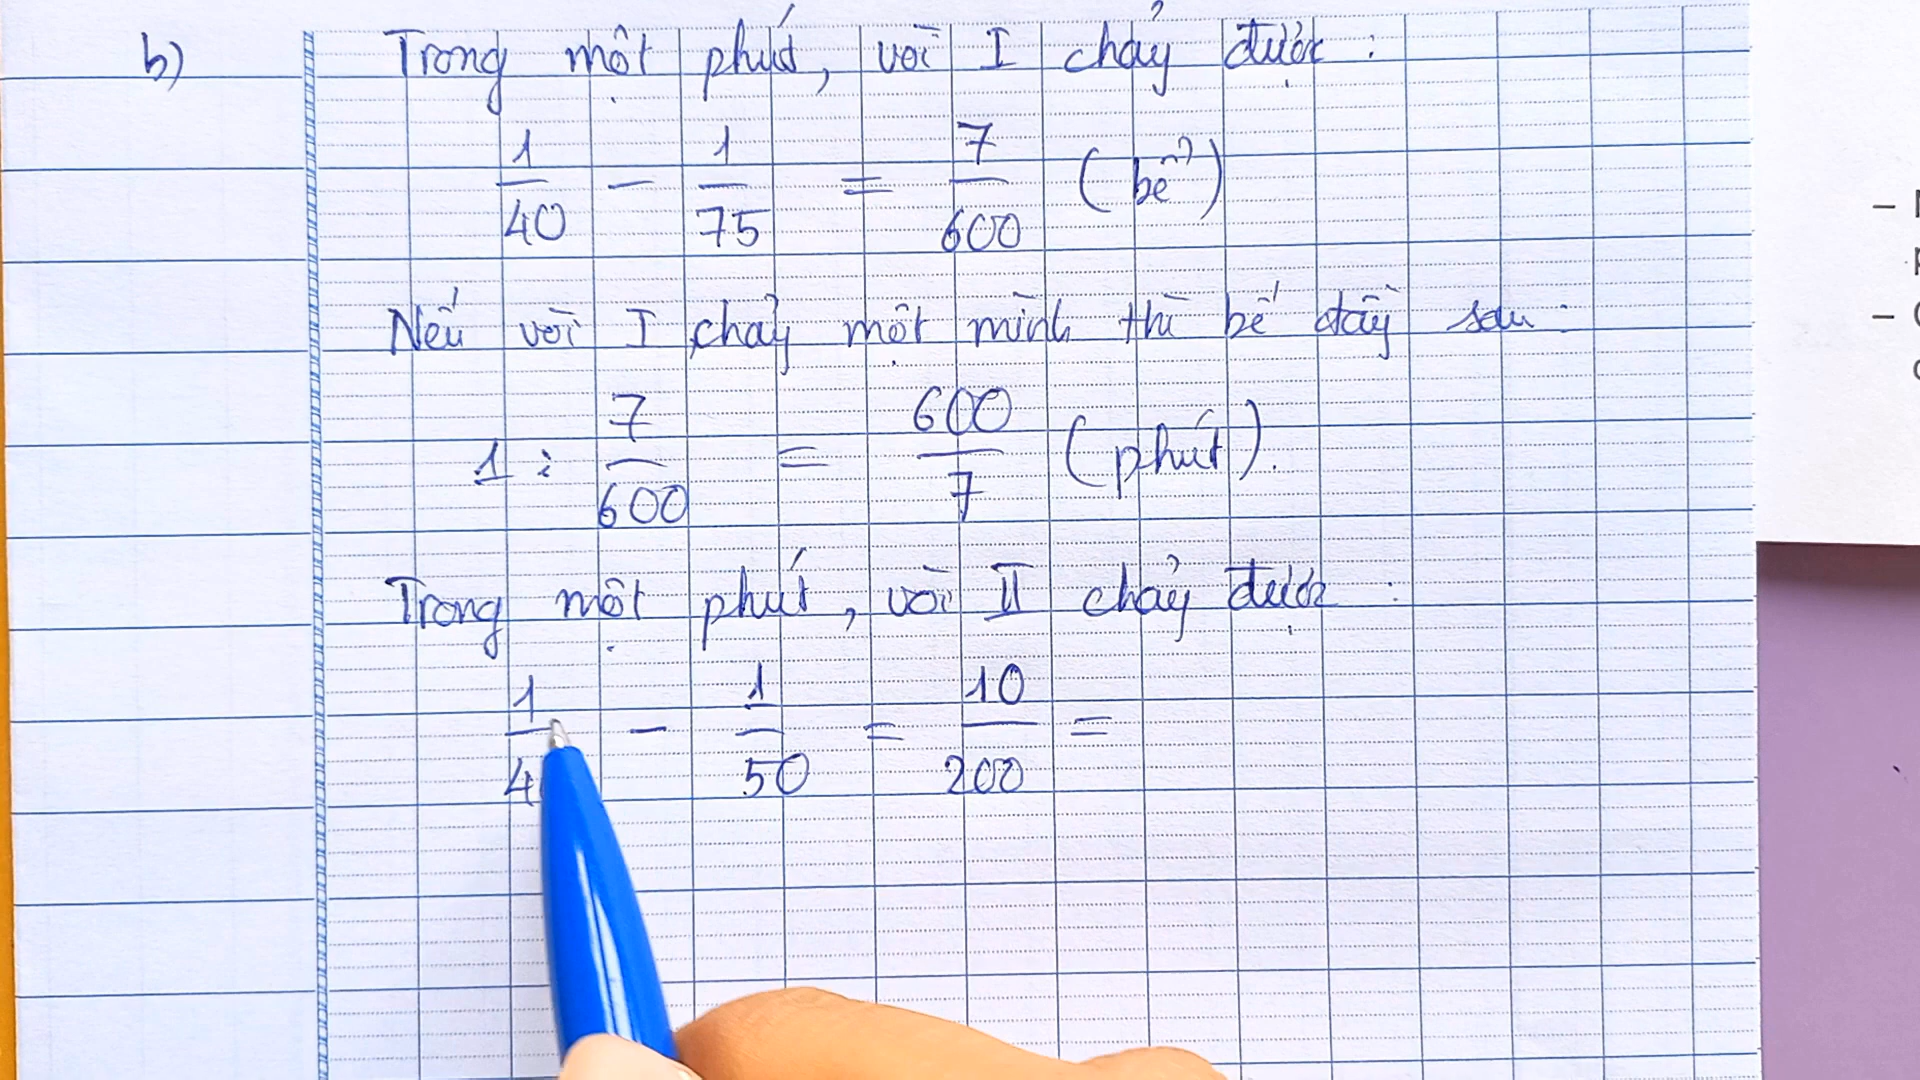 b) Trong một phút, vòi I chảy được :
1/40 - 1/75 = 7/600 (bể)
Nếu vòi I chảy một mình thì bể đầy sau :
1 : 7/600 = 600/7 (phút).
Trong một phút, vòi II chảy được :
1/40 - 1/50 = 10/200 =